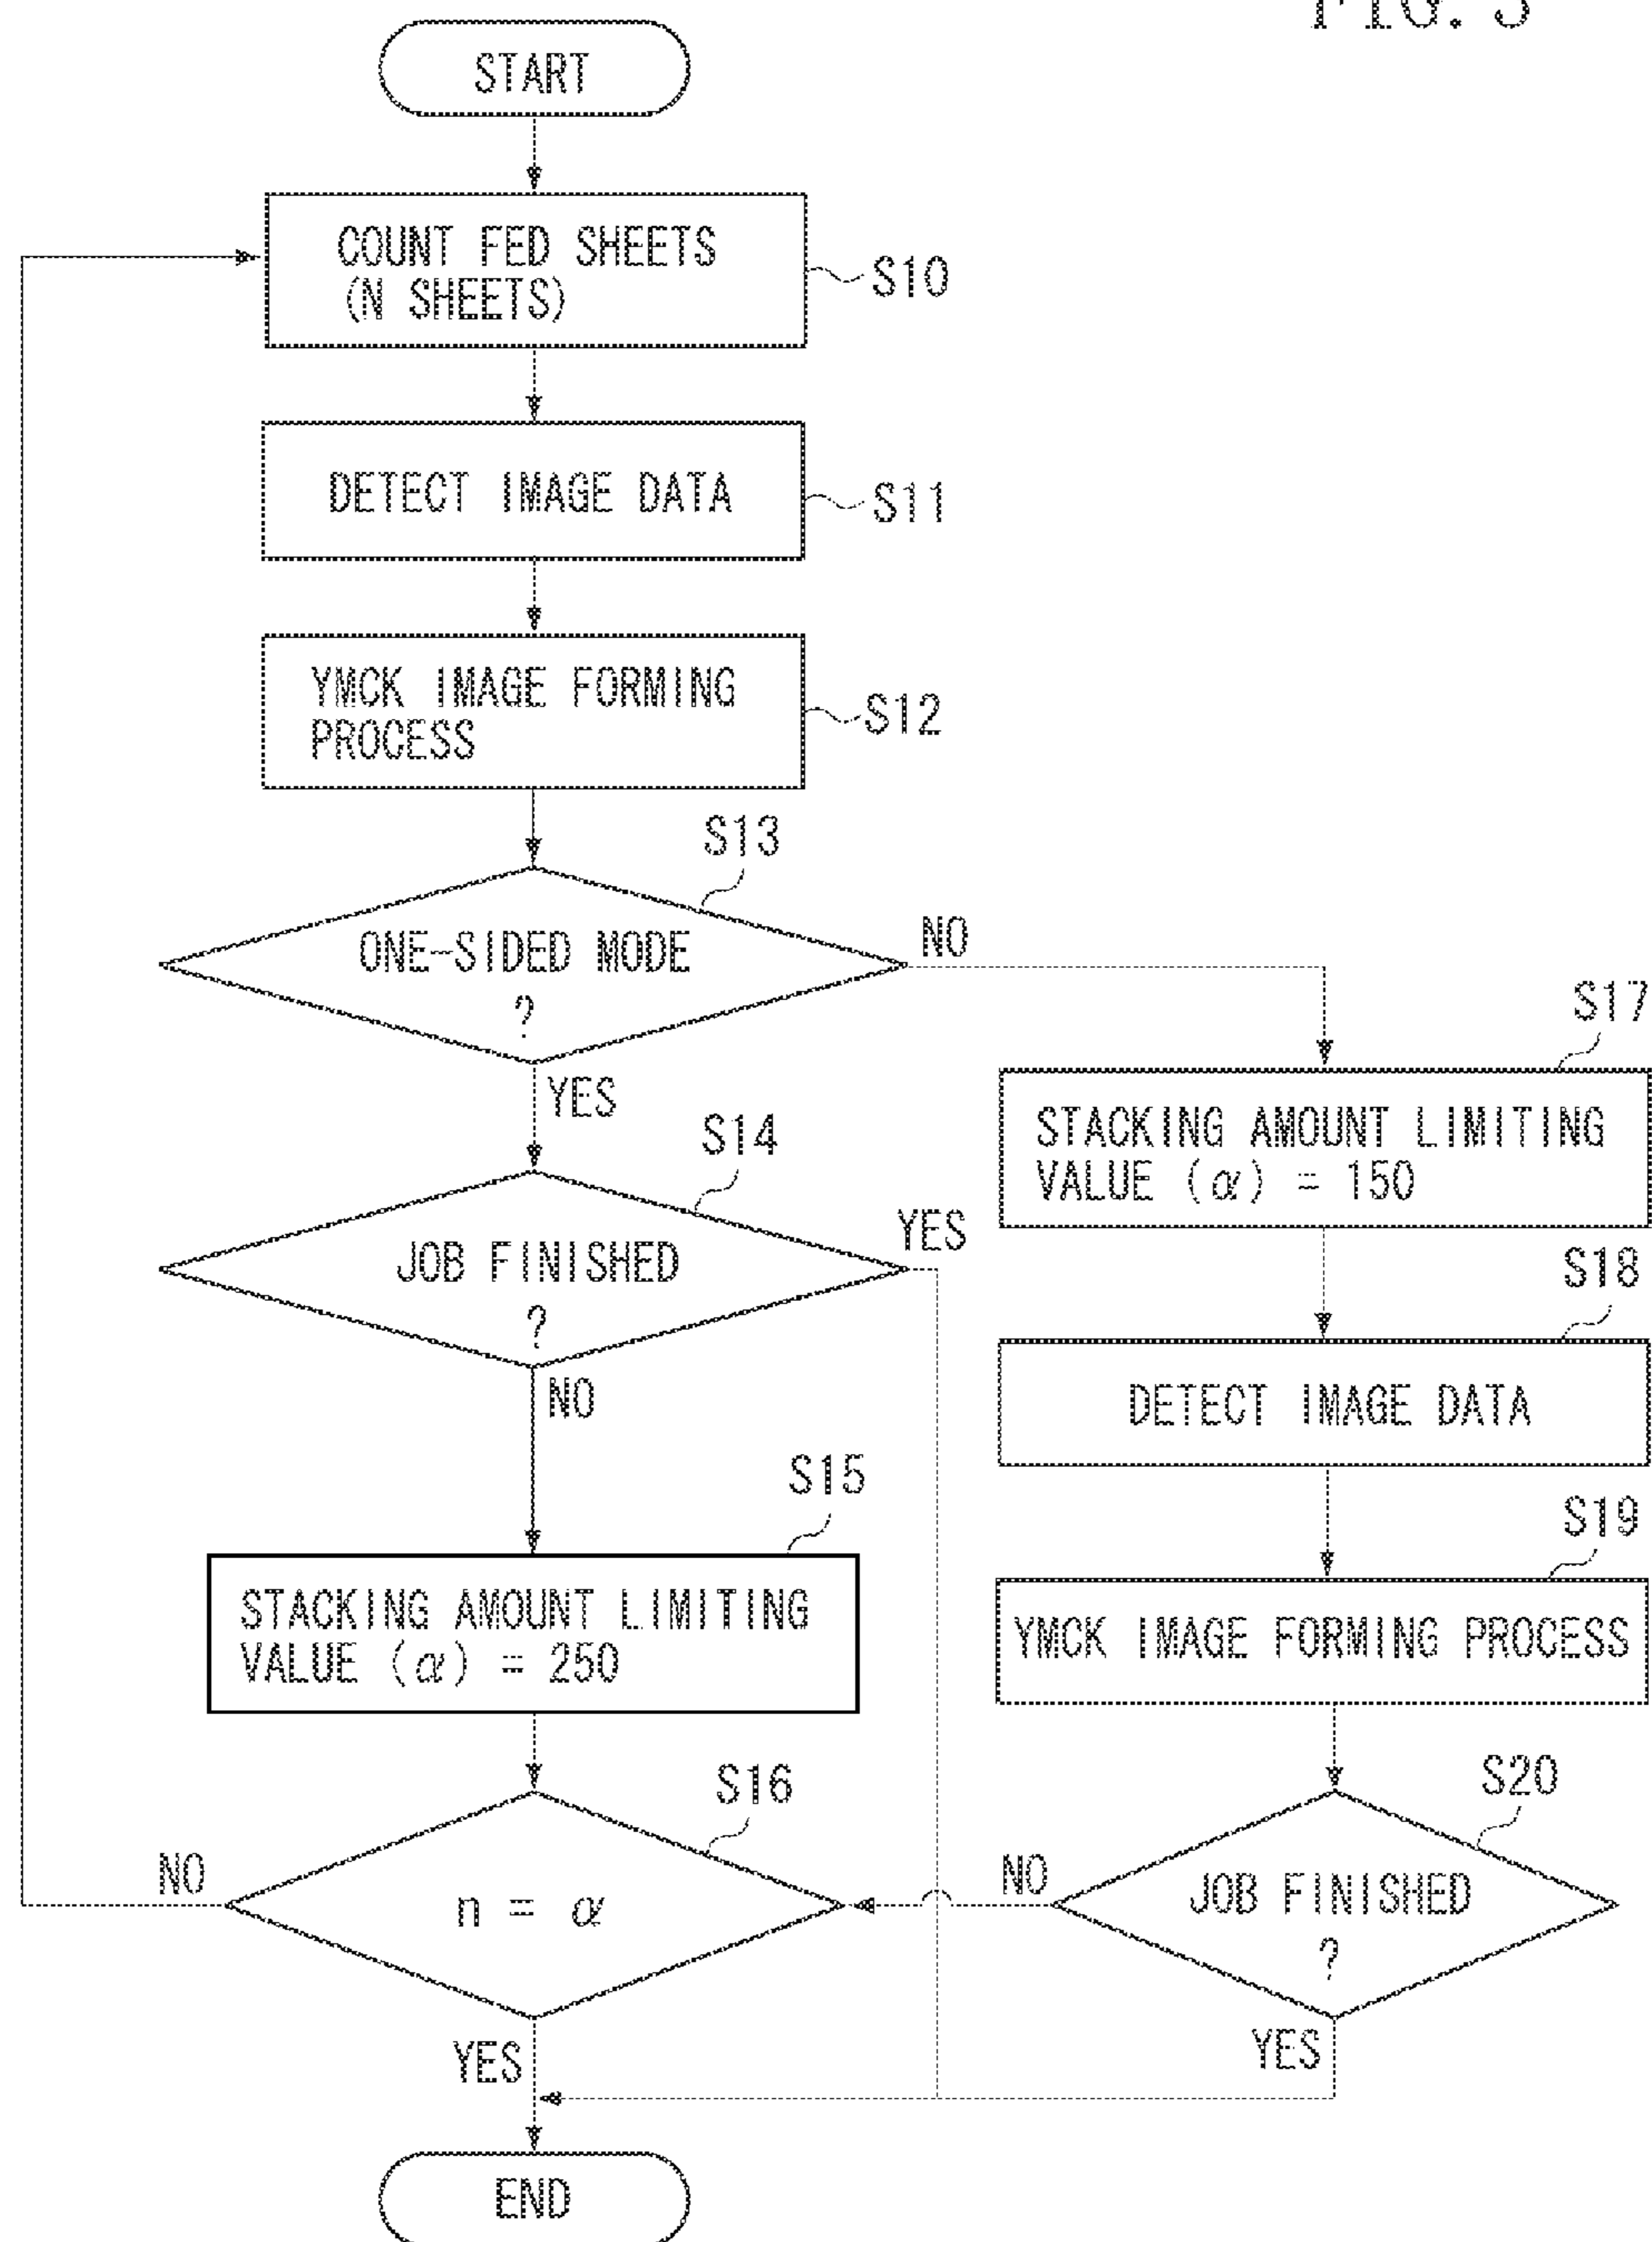 FIG. 3
START
COUNT FED SHEETS
(N SHEETS)
S10
DETECT IMAGE DATA
S11
YMCK IMAGE FORMING
PROCESS
S12
S13
ONE-SIDED MODE
?
NO
YES
S14
JOB FINISHED
?
YES
NO
S15
STACKING AMOUNT LIMITING
VALUE (α) = 250
S16
n = α
NO
YES
S17
STACKING AMOUNT LIMITING
VALUE (α) = 150
S18
DETECT IMAGE DATA
S19
YMCK IMAGE FORMING PROCESS
S20
JOB FINISHED
?
NO
YES
END